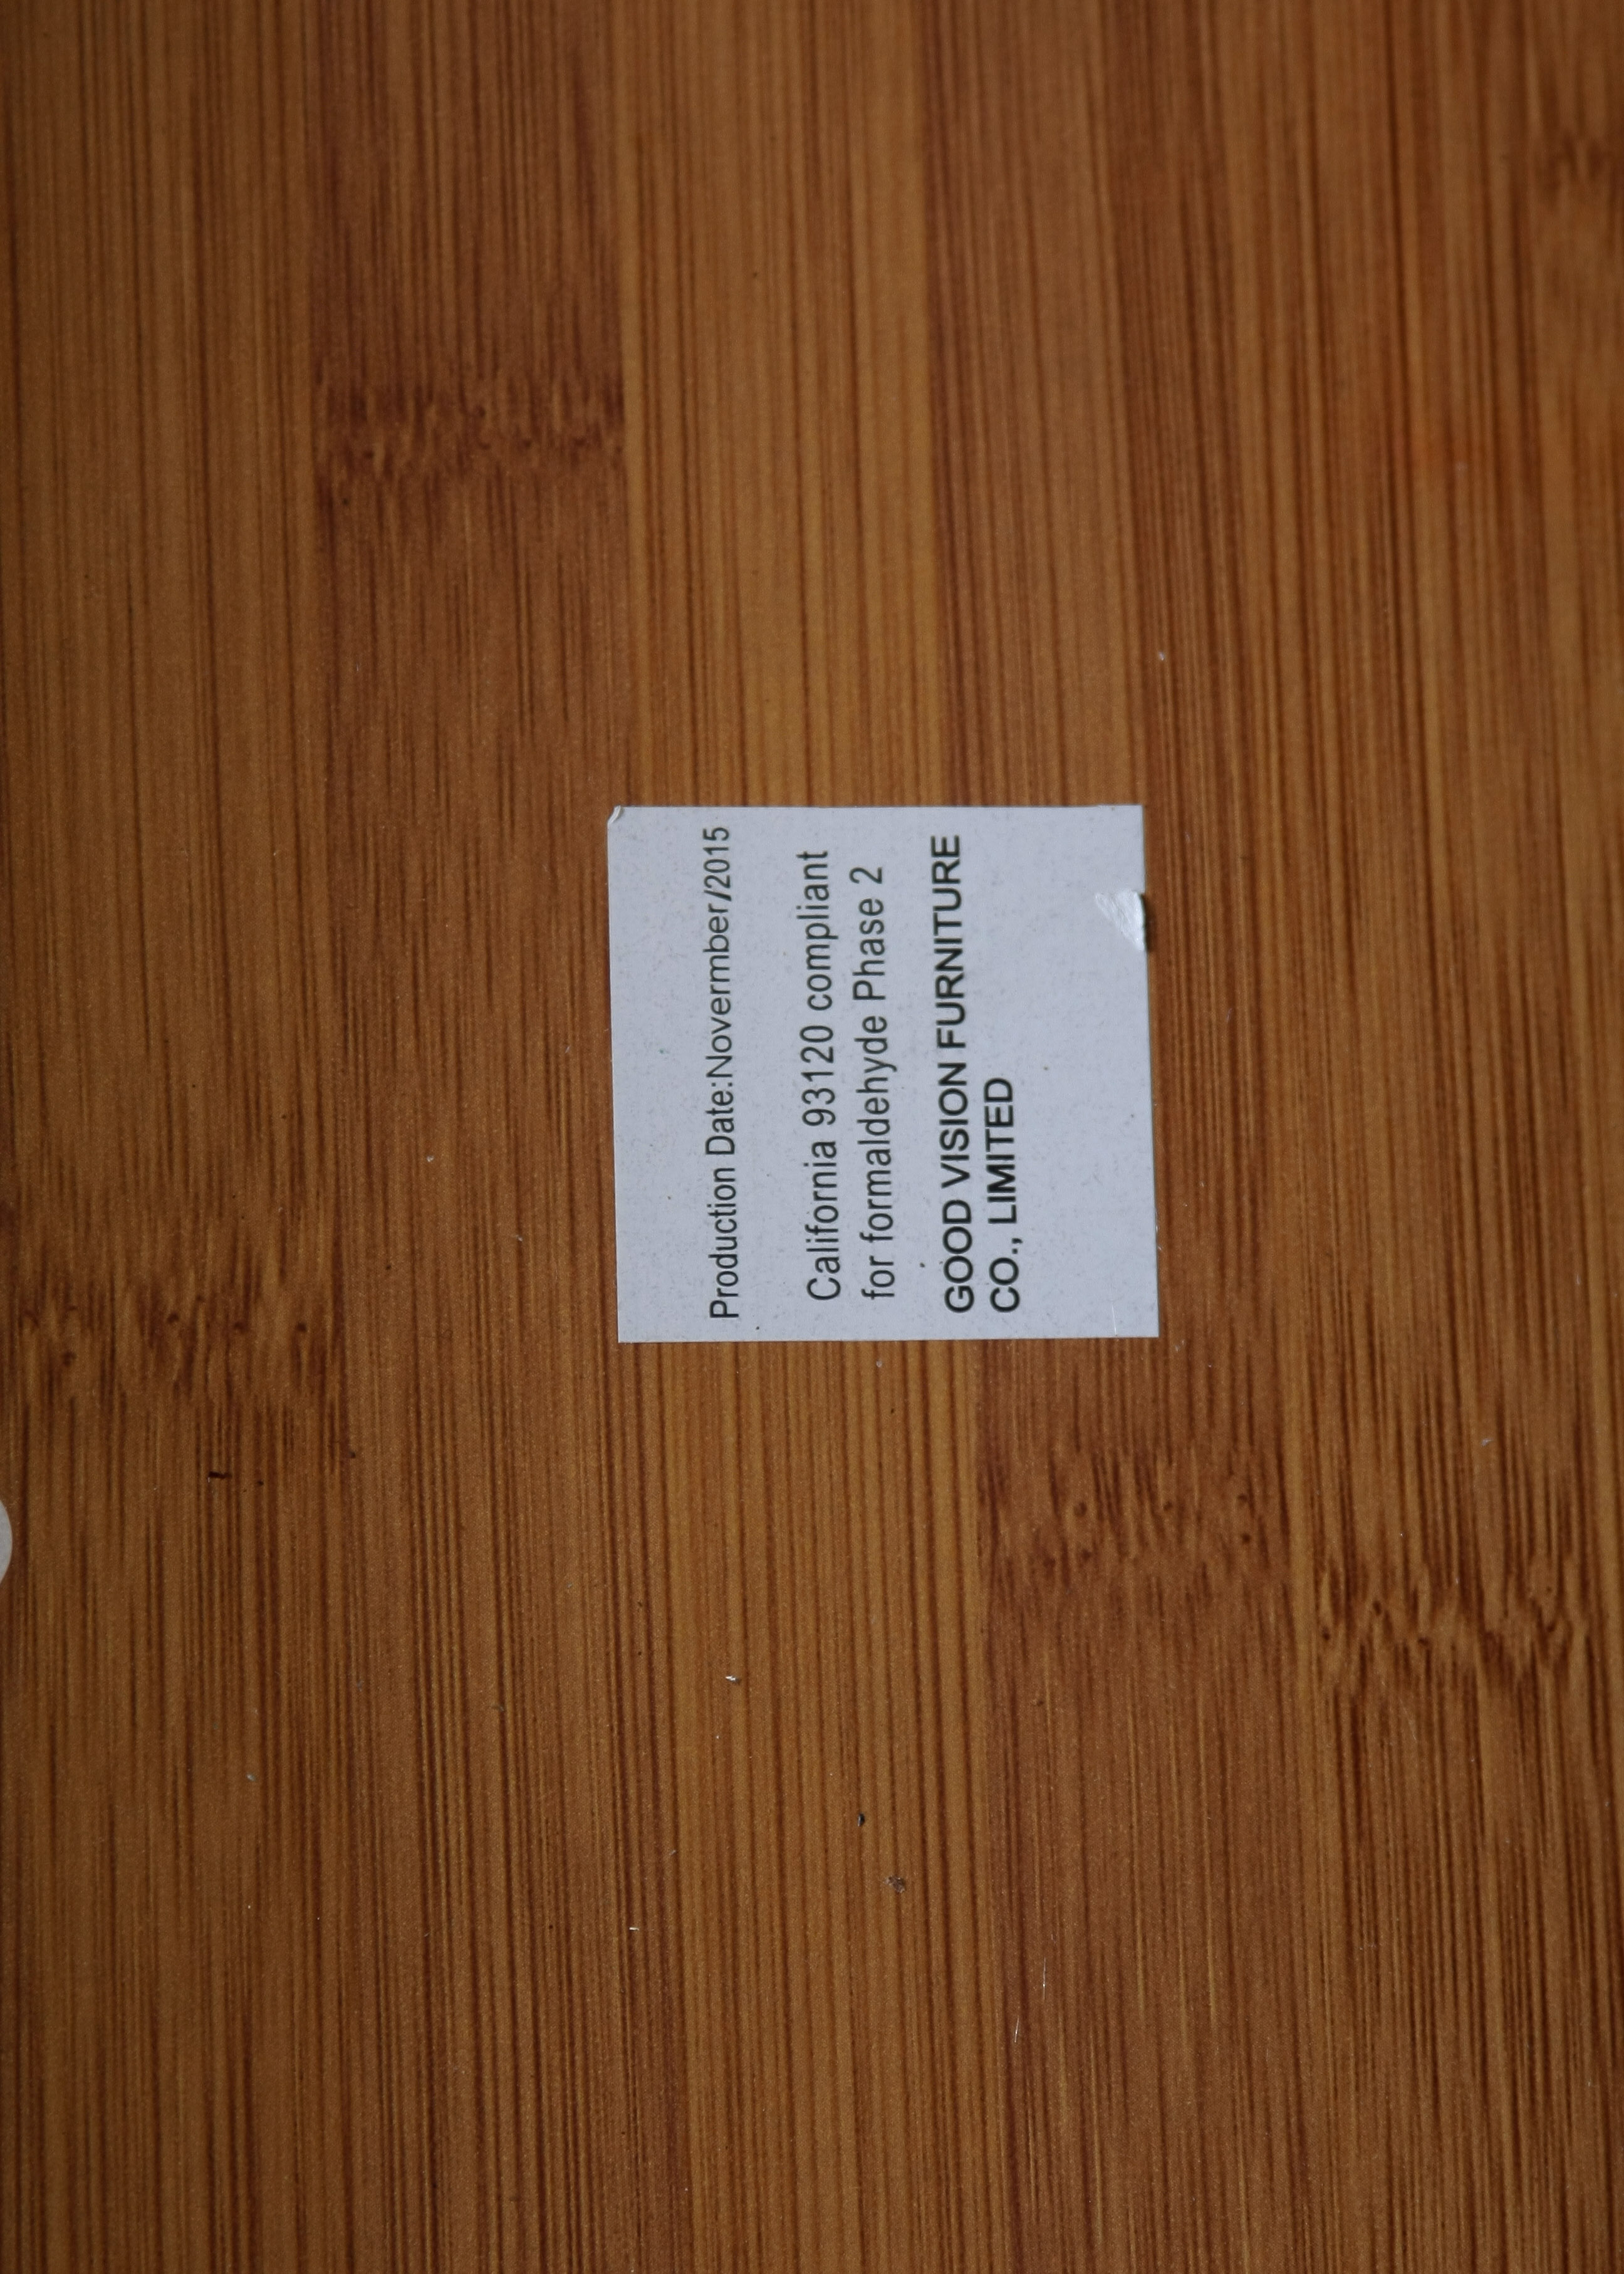 Production Date:Novermber/2015
California 93120 compliant
for formaldehyde Phase 2
GOOD VISION FURNITURE
CO., LIMITED